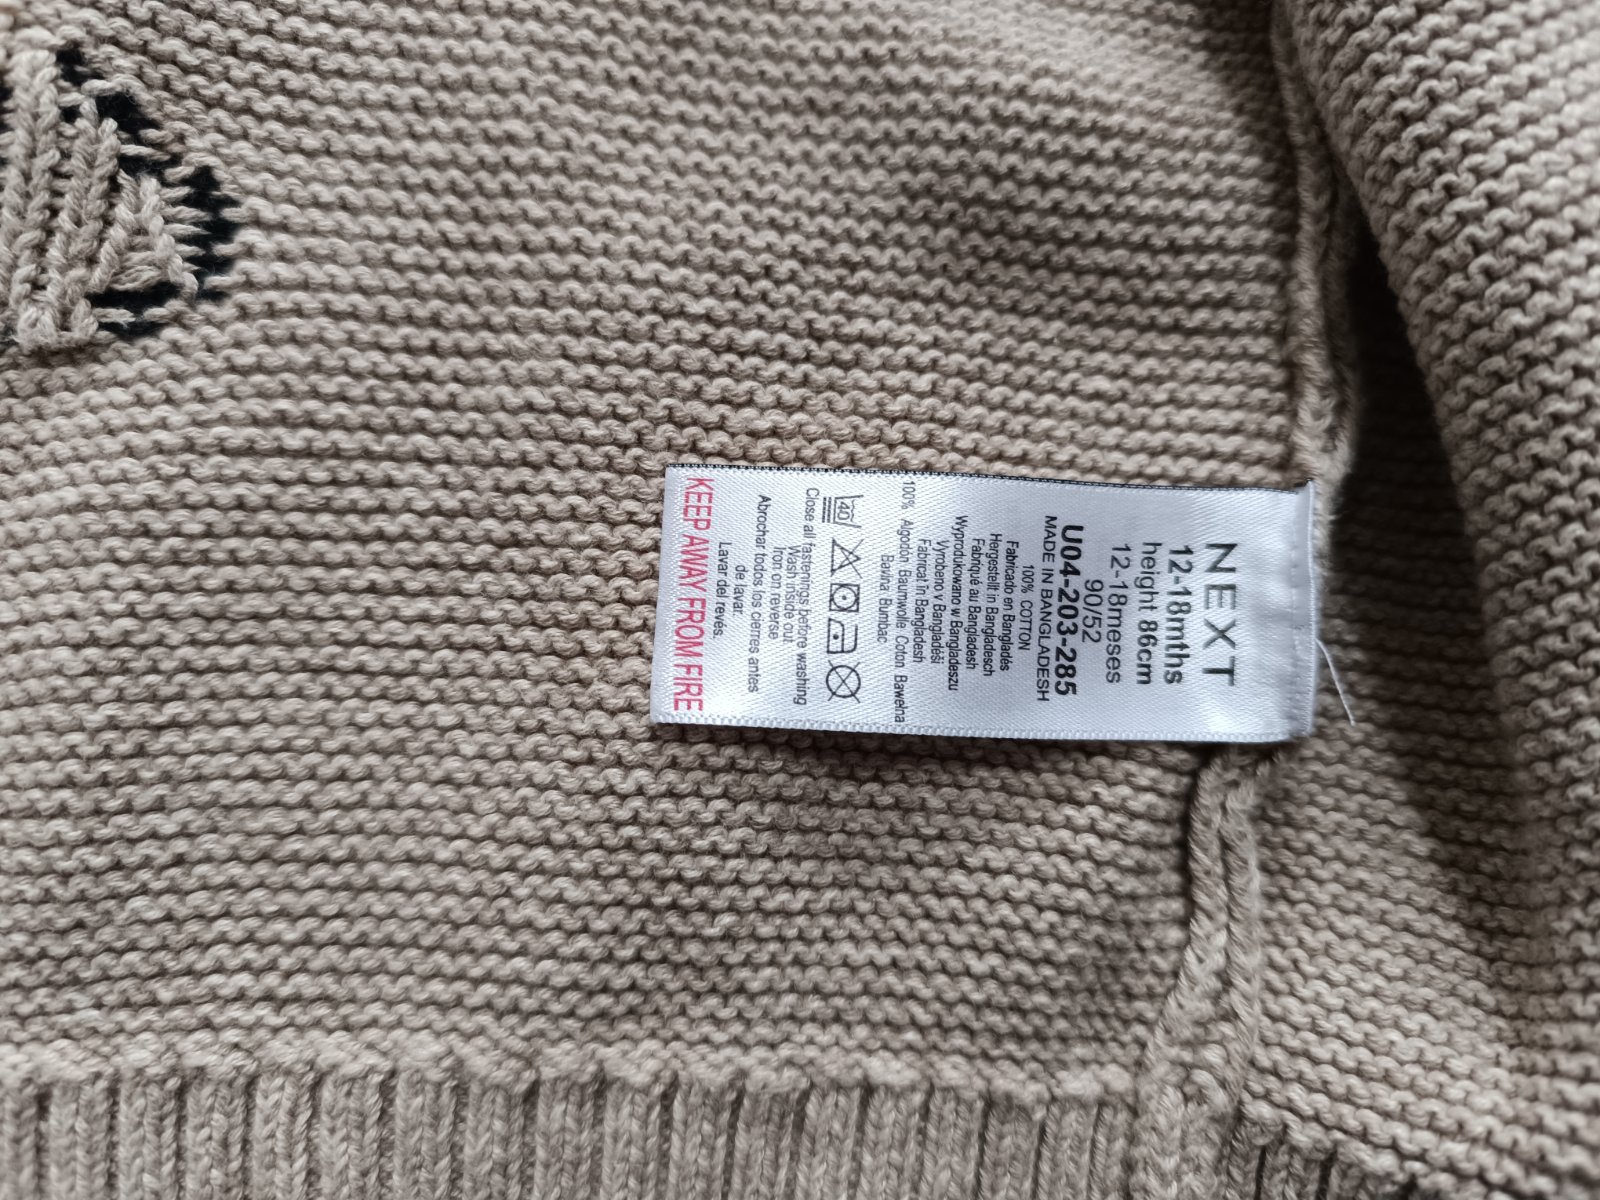 NEXT
12-18mths
height 86cm
12-18meses
90/52
U04-203-285
MADE IN BANGLADESH
100% COTTON
Fabricado en Bangladés
Hergestellt in Bangladesch
Fabriqué au Bangladesh
Wyprodukowano w Bangladeszu
Vyrobeno v Bangladéši
Fabricat în Bangladesh
100% Algodón Baumwolle Coton Bawełna
Bavlna Bumbac
40
Close all fastenings before washing
Wash inside out
Iron on reverse
Abrochar todos los cierres antes
de lavar.
Lavar del revés.
KEEP AWAY FROM FIRE